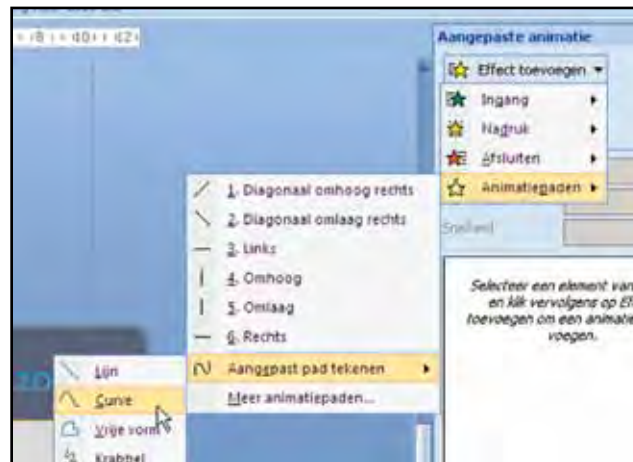 Aangepaste animatie
Effect toevoegen
Ingang
Nadruk
Afsluiten
Animatiepaden
1. Diagonaal omhoog rechts
2. Diagonaal omlaag rechts
3. Links
4. Omhoog
5. Omlaag
6. Rechts
Aangepast pad tekenen
Meer animatiepaden...
Snelheid
Selecteer een element van
en klik vervolgens op Eff
toevoegen om een animatie
voegen.
Lijn
Curve
Vrije vorm
Krabbel